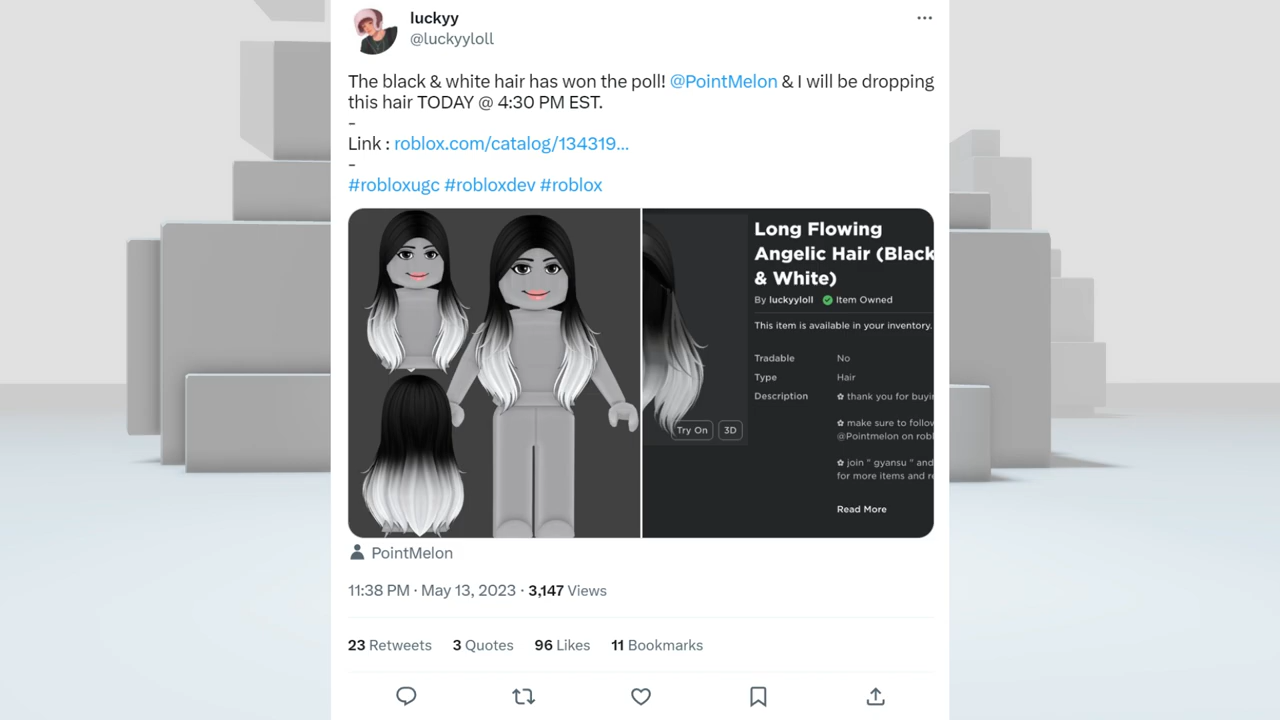 luckyy
@luckyyloll
The black & white hair has won the poll! @PointMelon & I will be dropping
this hair TODAY @ 4:30 PM EST.
-
Link : roblox.com/catalog/134319...
-
#robloxugc #robloxdev #roblox
Long Flowing
Angelic Hair (Black
& White)
By luckyyloll Item Owned
This item is available in your inventory.
Tradable No
Type Hair
Description ✿ thank you for buyin
✿ make sure to follow
@Pointmelon on robl
✿ join " gyansu " and
for more items and re
Read More
Try On 3D
PointMelon
11:38 PM · May 13, 2023 · 3,147 Views
23 Retweets 3 Quotes 96 Likes 11 Bookmarks